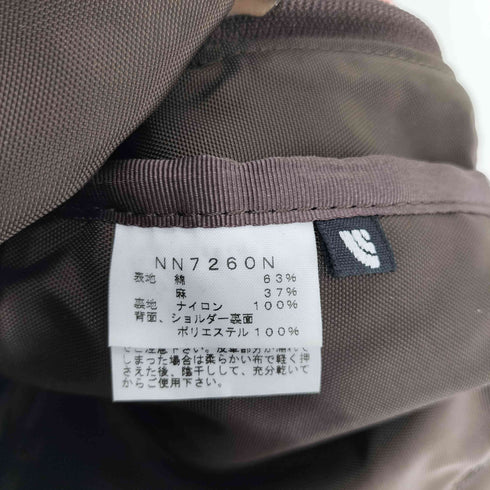 NN7260N
表地 綿 63%
麻 37%
裏地 ナイロン 100%
背面、ショルダー裏面
ポリエステル100%
しまった場合は柔らかい布で軽く押
さえた後、陰干しして、充分乾いて
からご使用下さい。